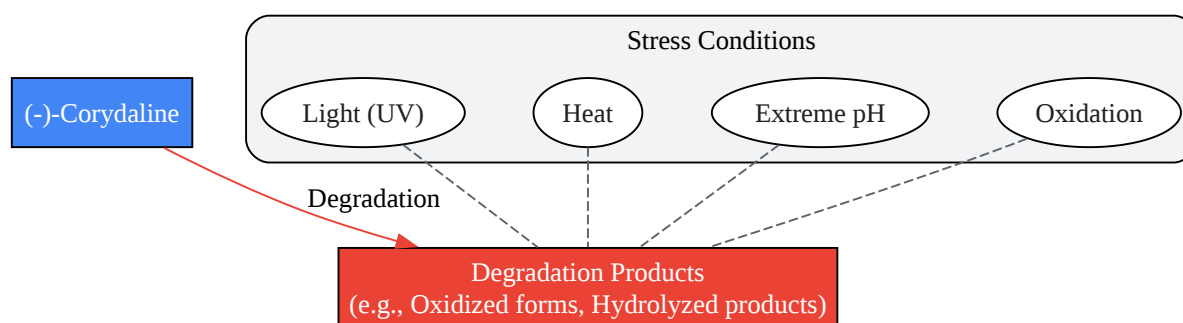 Stress Conditions
(-)-Corydaline
Light (UV)
Heat
Extreme pH
Oxidation
Degradation
Degradation Products
(e.g., Oxidized forms, Hydrolyzed products)